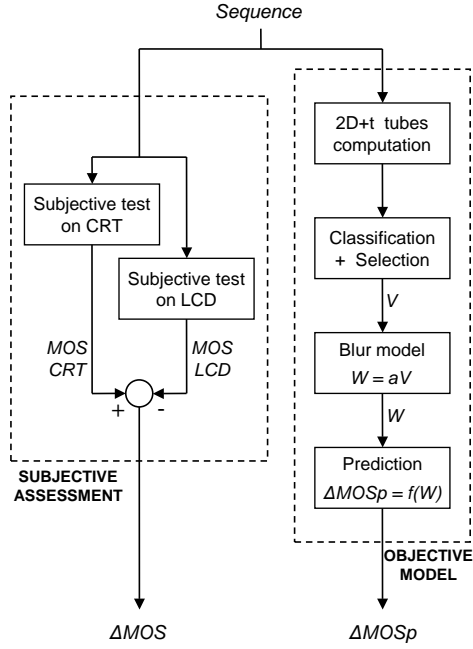 Sequence
Subjective test
on CRT
Subjective test
on LCD
MOS
CRT
MOS
LCD
+
-
SUBJECTIVE
ASSESSMENT
ΔMOS
2D+t tubes
computation
Classification
+ Selection
V
Blur model
W = aV
W
Prediction
ΔMOSp = f(W)
OBJECTIVE
MODEL
ΔMOSp